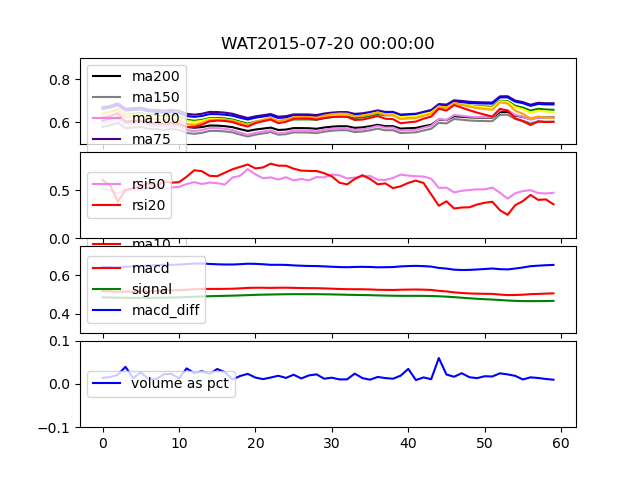 WAT2015-07-20 00:00:00
0.8
0.6
ma200
ma150
ma100
ma75
0.5
0.0
rsi50
rsi20
ma10
0.6
0.4
macd
signal
macd_diff
0.1
0.0
−0.1
volume as pct
0 10 20 30 40 50 60